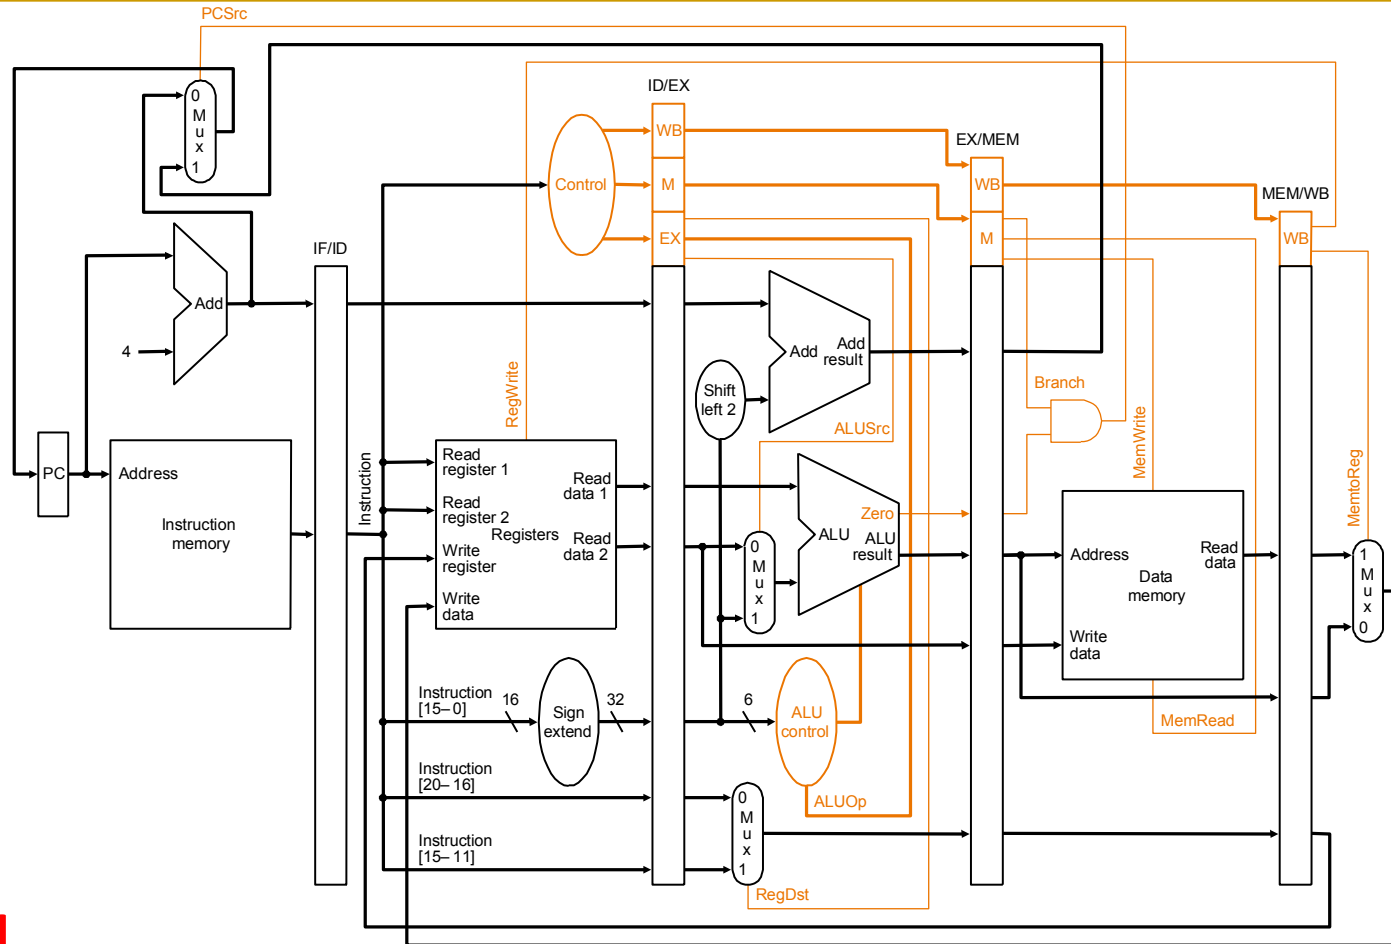 PCSrc
ID/EX
0
M
u
x
1
WB
EX/MEM
Control
M
WB
MEM/WB
IF/ID
EX
M
WB
Add
4
Add
Add
result
Shift
left 2
RegWrite
Branch
ALUSrc
MemWrite
MemtoReg
PC
Address
Instruction
memory
Instruction
Read
register 1
Read
register 2
Write
register
Write
data
Registers
Read
data 1
Read
data 2
0
M
u
x
1
Zero
ALU
ALU
result
Address
Read
data
Data
memory
Write
data
1
M
u
x
0
Instruction
[15–0]
16
Sign
extend
32
6
ALU
control
MemRead
Instruction
[20–16]
ALUOp
0
M
u
x
1
Instruction
[15–11]
RegDst